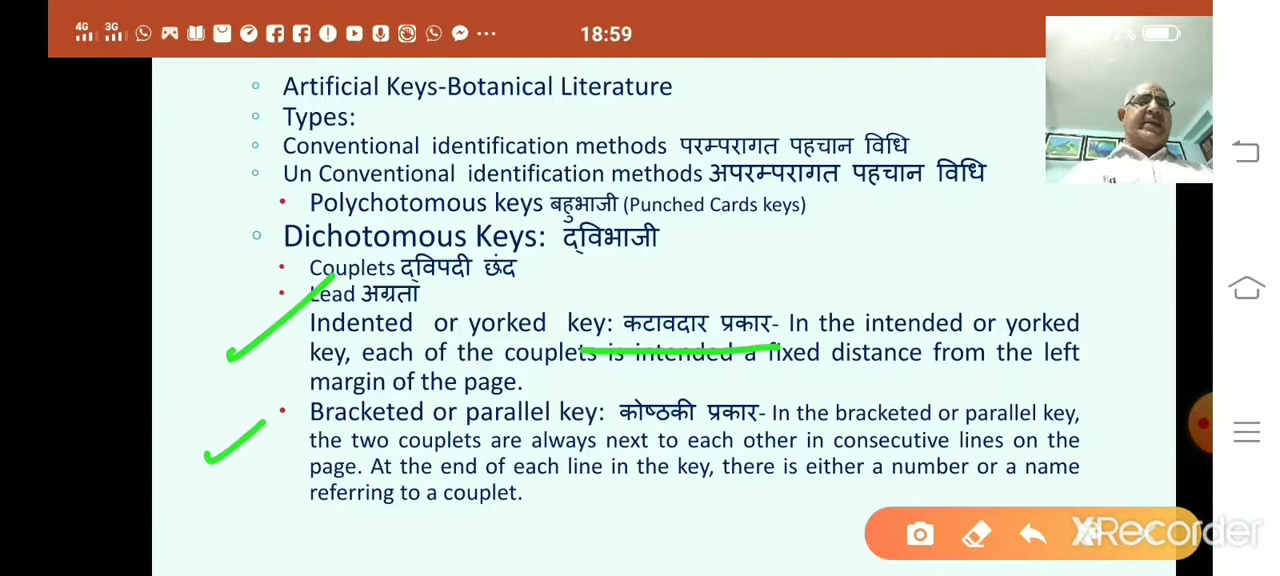 4G 3G 18:59 %
Artificial Keys-Botanical Literature
Types:
Conventional identification methods परम्परागत पहचान विधि
Un Conventional identification methods अपरम्परागत पहचान विधि
Polychotomous keys बहुभाजी (Punched Cards keys)
Dichotomous Keys: द्विभाजी
Couplets द्विपदी छंद
Lead अग्रता
Indented or yorked key: कटावदार प्रकार- In the intended or yorked
key, each of the couplets is intended a fixed distance from the left
margin of the page.
Bracketed or parallel key: कोष्ठकी प्रकार- In the bracketed or parallel key,
the two couplets are always next to each other in consecutive lines on the
page. At the end of each line in the key, there is either a number or a name
referring to a couplet.
XRecorder